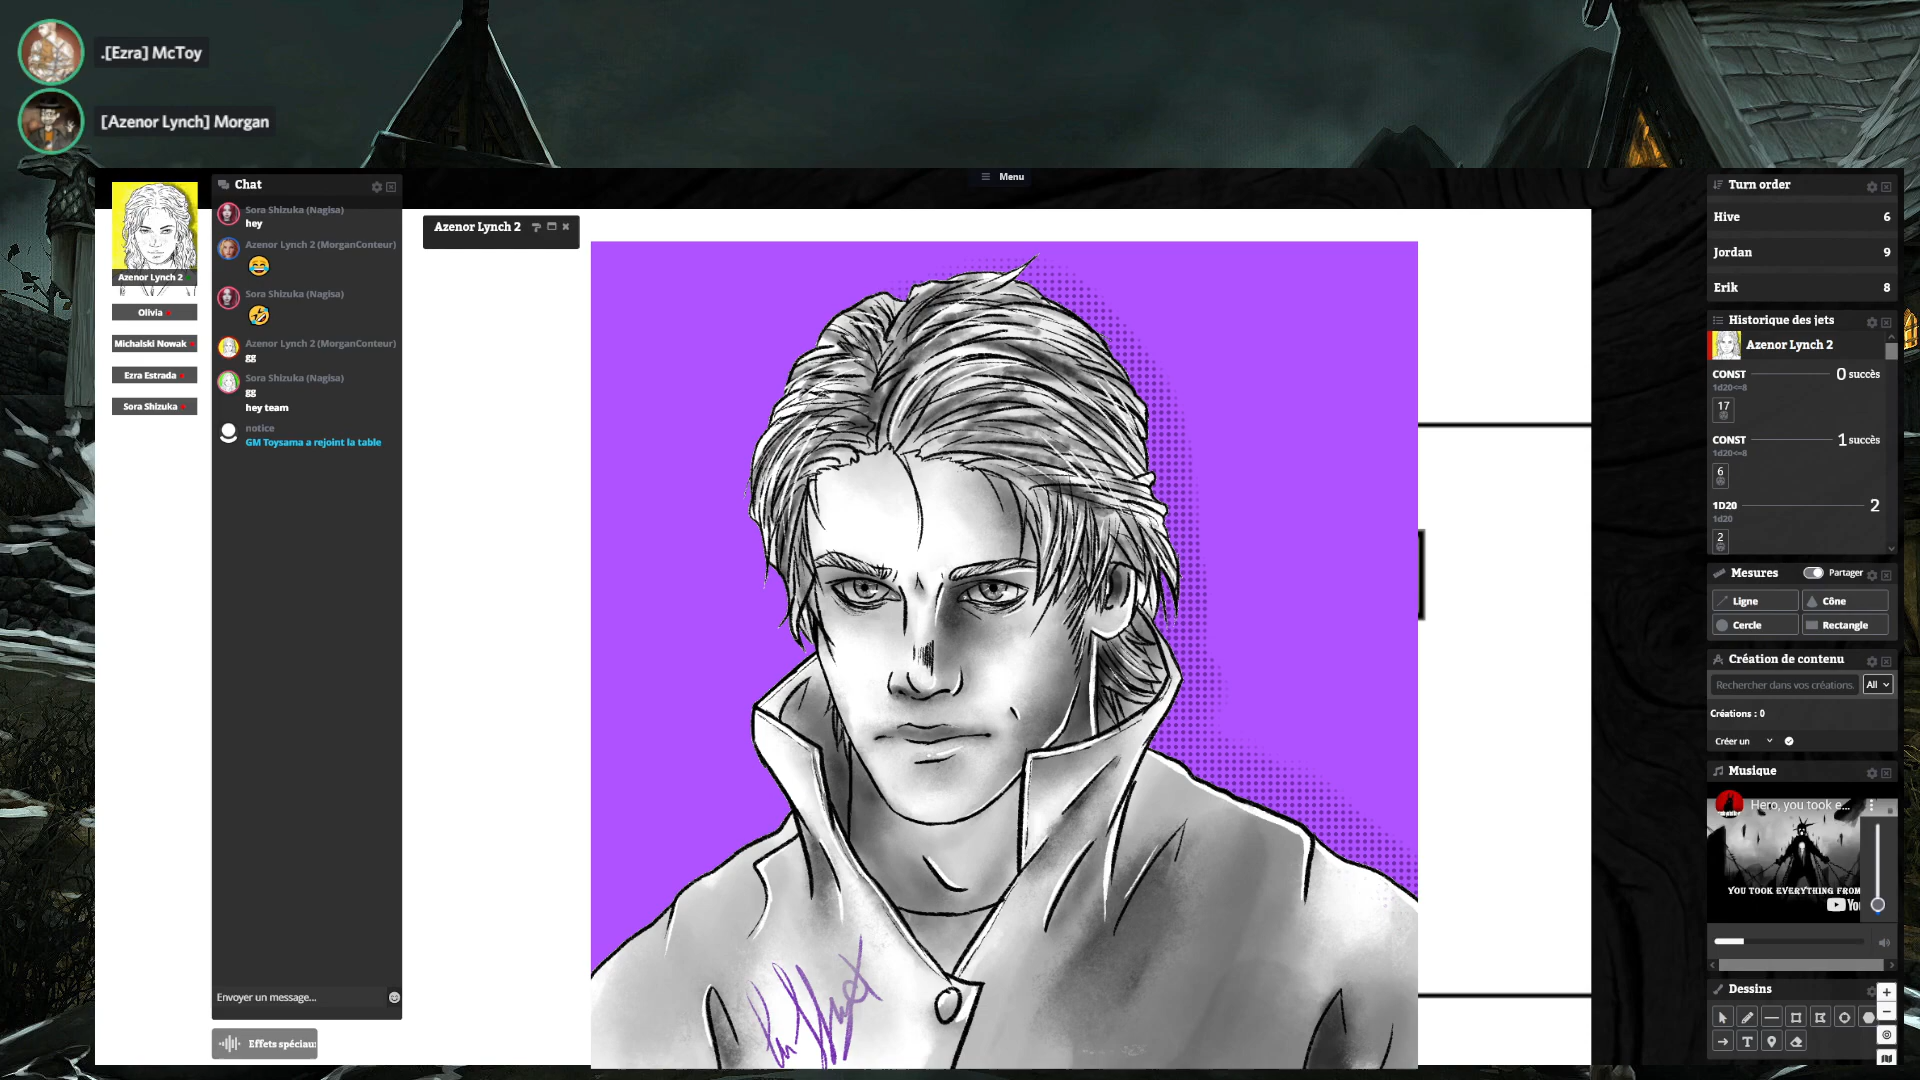 .[Ezra] McToy
[Azenor Lynch] Morgan
Menu
Azenor Lynch 2
Olivia
Michalski Nowak
Ezra Estrada
Sora Shizuka
Chat
Sora Shizuka (Nagisa)
hey
Azenor Lynch 2 (MorganConteur)
Sora Shizuka (Nagisa)
Azenor Lynch 2 (MorganConteur)
gg
Sora Shizuka (Nagisa)
gg
hey team
notice
GM Toysama a rejoint la table
Envoyer un message...
Effets spéciau
Azenor Lynch 2
Turn order
Hive 6
Jordan 9
Erik 8
Historique des jets
Azenor Lynch 2
CONST 0 succès
1d20<=8
17
CONST 1 succès
1d20<=8
6
1D20 2
1d20
2
Mesures Partager
Ligne Cône
Cercle Rectangle
Création de contenu
Rechercher dans vos créations. All
Créations : 0
Créer un
Musique
Hero, you took e...
YOU TOOK EVERYTHING FROM
You
Dessins